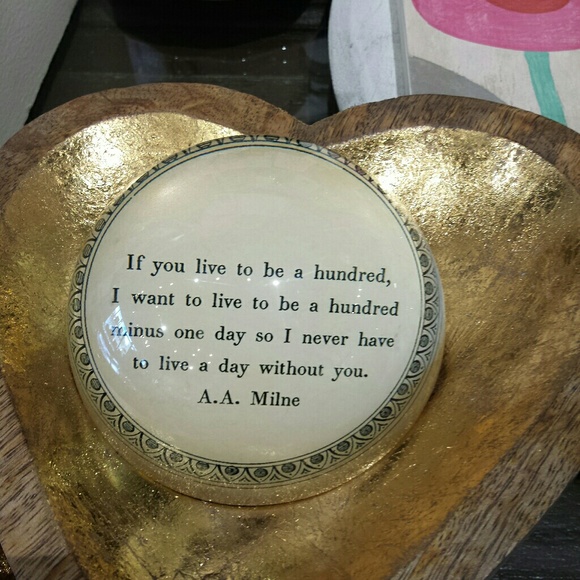 If you live to be a hundred,
I want to live to be a hundred
minus one day so I never have
to live a day without you.
A.A. Milne